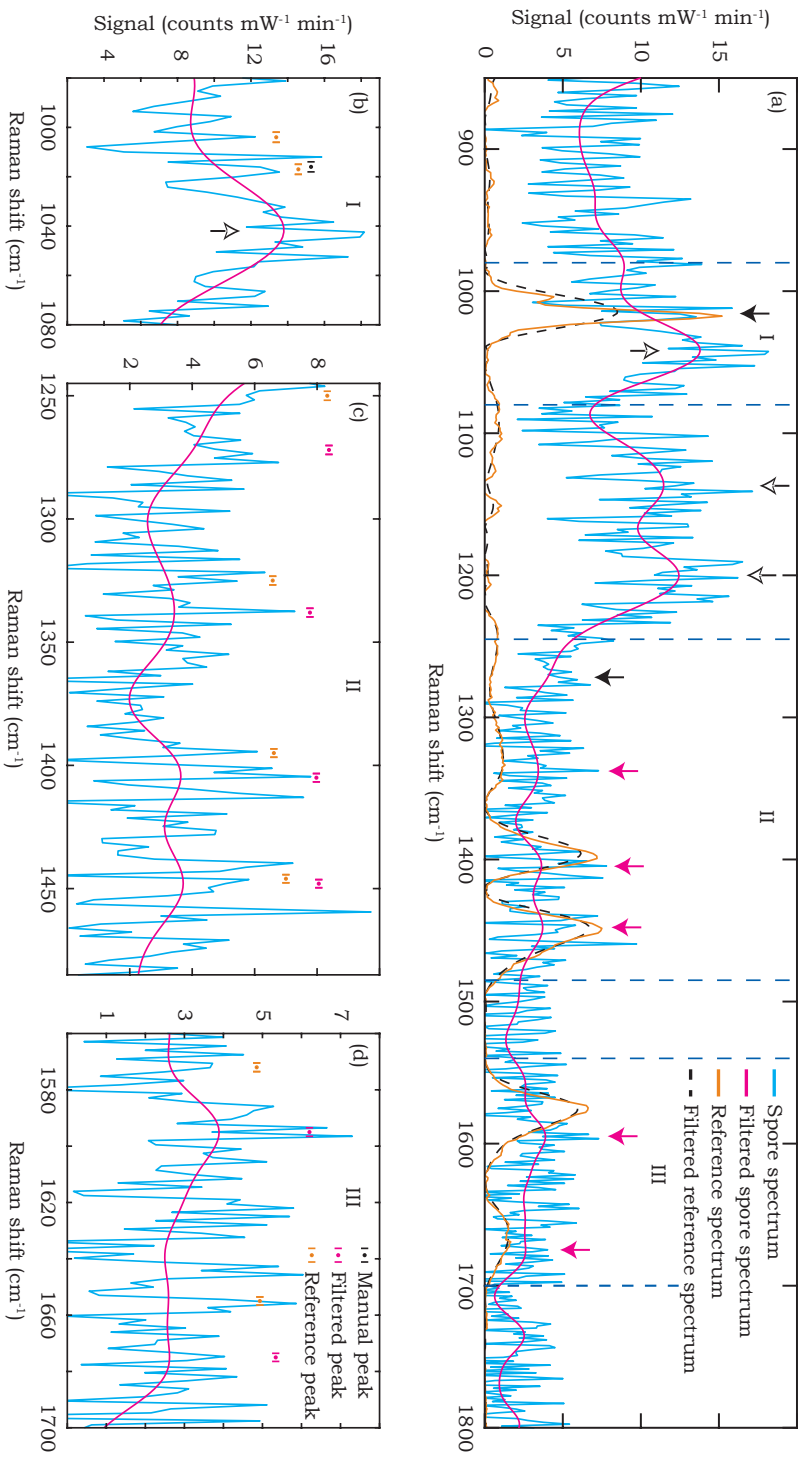 (a)
I
II
III
Spore spectrum
Filtered spore spectrum
Reference spectrum
Filtered reference spectrum
0
5
10
15
900
1000
1100
1200
1300
1400
1500
1600
1700
1800
Raman shift (cm⁻¹)
Signal (counts mW⁻¹ min⁻¹)
(b)
I
4
8
12
16
1000
1040
1080
Raman shift (cm⁻¹)
(c)
II
2
4
6
8
1250
1300
1350
1400
1450
Raman shift (cm⁻¹)
(d)
III
Manual peak
Filtered peak
Reference peak
1
3
5
7
1580
1620
1660
1700
Raman shift (cm⁻¹)
Signal (counts mW⁻¹ min⁻¹)